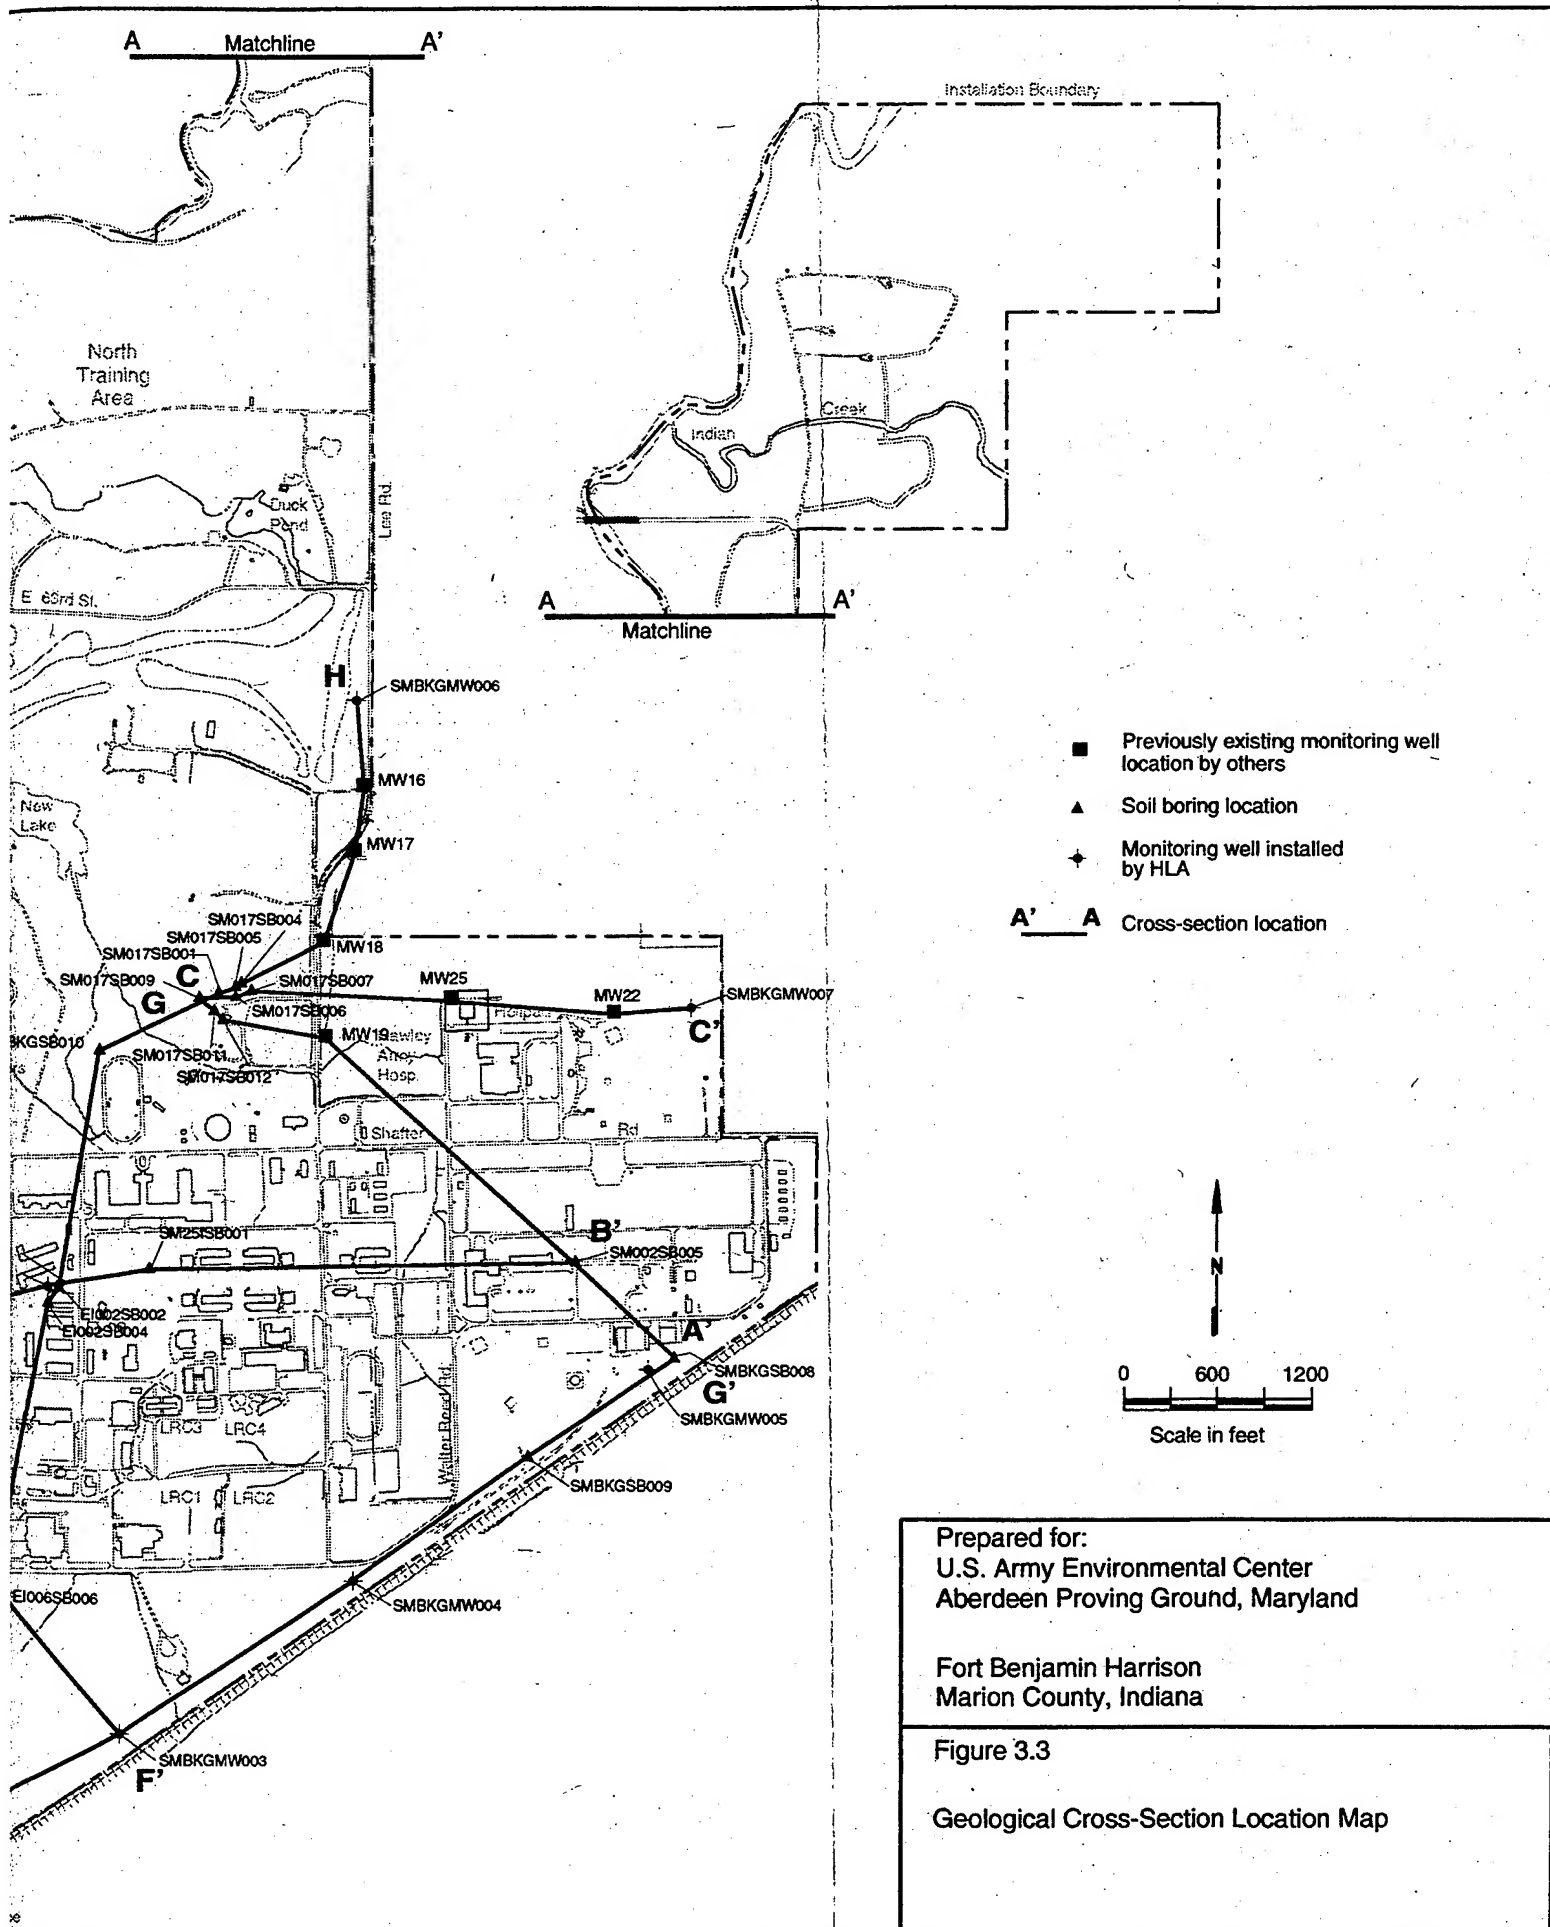 A Matchline A'
Installation Boundary
North
Training
Area
Creek
Indian
Duck
Pond
Lee Rd.
E 63rd St.
A A'
Matchline
H
SMBKGMW006
MW16
MW17
New
Lake
Previously existing monitoring well
location by others
Soil boring location
Monitoring well installed
by HLA
A' A Cross-section location
SM017SB004
SM017SB005
SM017SB001
MW18
SM017SB009
C
SM017SB007
MW25
G
MW22
SMBKGMW007
SM017SB006
C'
MW19
KGSB010
SM017SB011
Army
Hosp.
SM017SB012
Shafter Rd
B'
SM25ISB001
SM002SB005
N
EI002SB002
EI002SB004
A'
SMBKGSB008
G'
SMBKGMW005
0 600 1200
Scale in feet
LRC3 LRC4
Walter Reed Rd
SMBKGSB009
LRC1 LRC2
EI006SB006
SMBKGMW004
SMBKGMW003
F'
Prepared for:
U.S. Army Environmental Center
Aberdeen Proving Ground, Maryland
Fort Benjamin Harrison
Marion County, Indiana
Figure 3.3
Geological Cross-Section Location Map